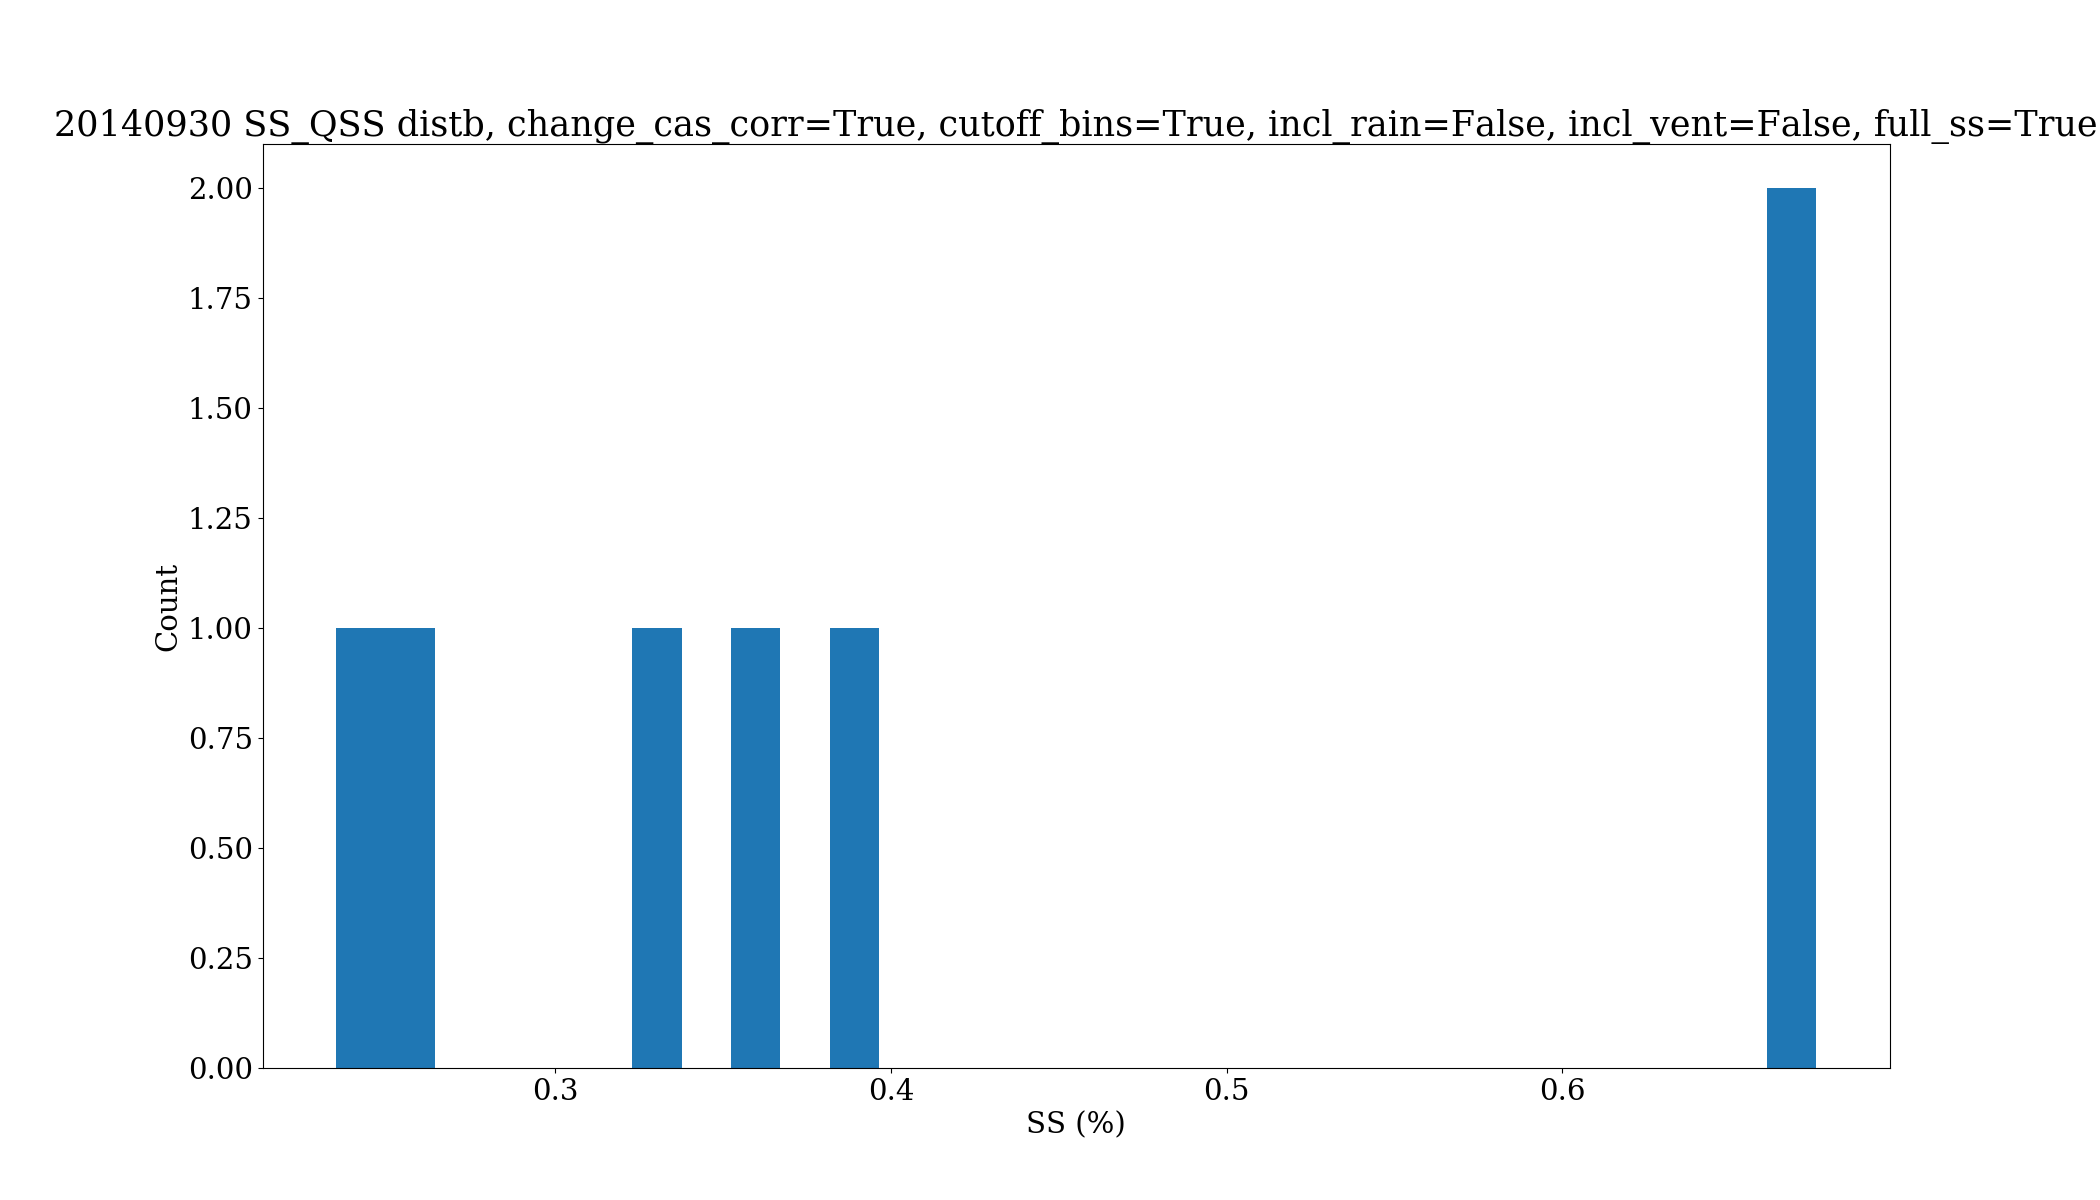 20140930 SS_QSS distb, change_cas_corr=True, cutoff_bins=True, incl_rain=False, incl_vent=False, full_ss=True
2.00
1.75
1.50
1.25
1.00
0.75
0.50
0.25
0.00
Count
0.3 0.4 0.5 0.6
SS (%)